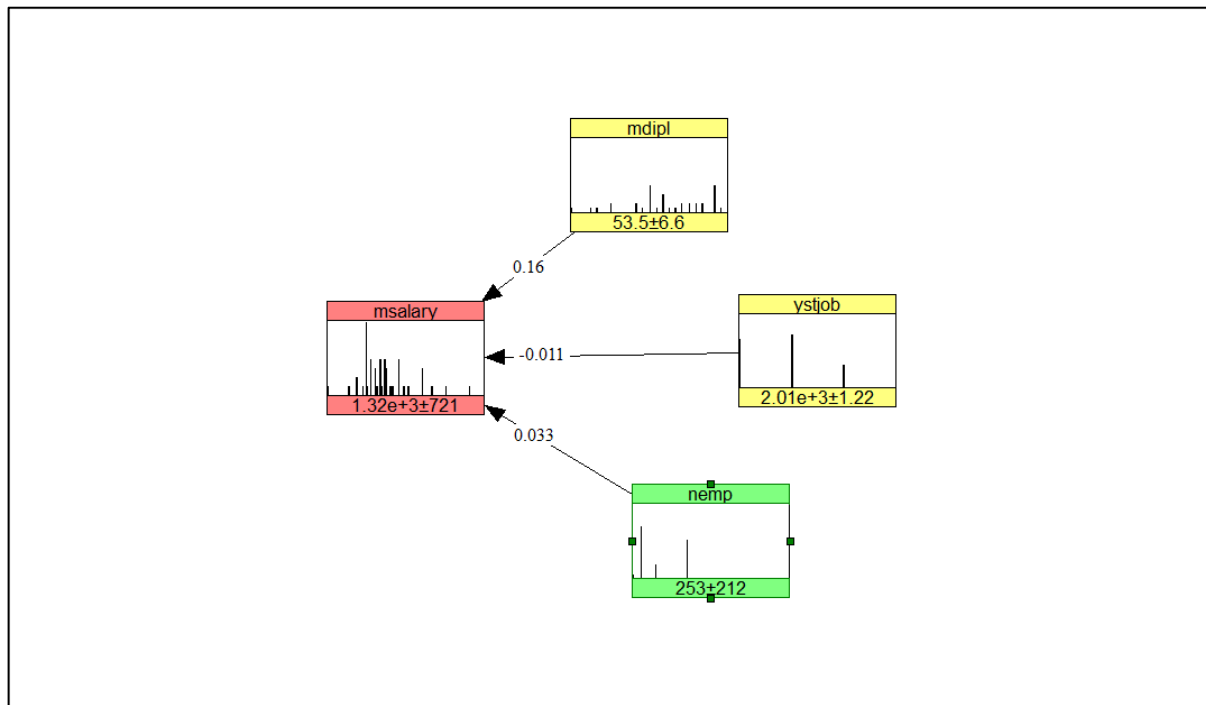 mdipl
53.5±6.6
0.16
msalary
1.32e+3±721
ystjob
-0.011
2.01e+3±1.22
0.033
nemp
253±212